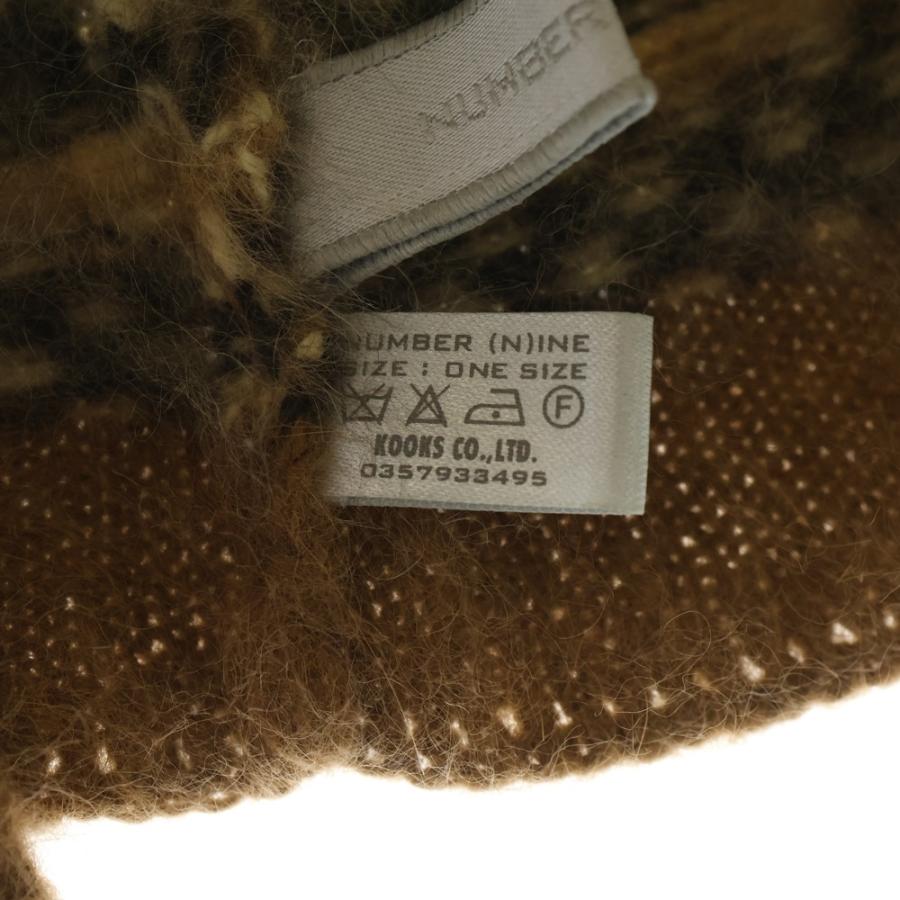 NUMBER
NUMBER (N)INE
SIZE : ONE SIZE
F
KOOKS CO.,LTD.
0357933495